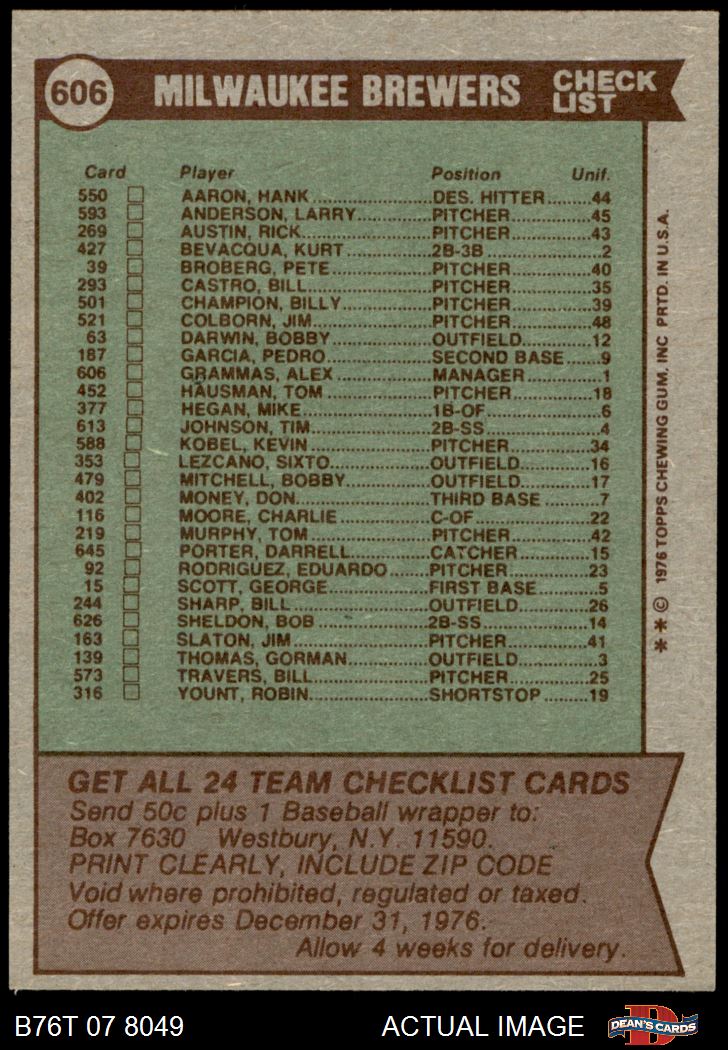 606 MILWAUKEE BREWERS CHECK LIST
Card Player Position Unif.
550 AARON, HANK DES. HITTER 44
593 ANDERSON, LARRY PITCHER 45
269 AUSTIN, RICK PITCHER 43
427 BEVACQUA, KURT 2B-3B 2
39 BROBERG, PETE PITCHER 40
293 CASTRO, BILL PITCHER 35
501 CHAMPION, BILLY PITCHER 39
521 COLBORN, JIM PITCHER 48
63 DARWIN, BOBBY OUTFIELD 12
187 GARCIA, PEDRO SECOND BASE 9
606 GRAMMAS, ALEX MANAGER 1
452 HAUSMAN, TOM PITCHER 18
377 HEGAN, MIKE 1B-OF 6
613 JOHNSON, TIM 2B-SS 4
588 KOBEL, KEVIN PITCHER 34
353 LEZCANO, SIXTO OUTFIELD 16
479 MITCHELL, BOBBY OUTFIELD 17
402 MONEY, DON THIRD BASE 7
116 MOORE, CHARLIE C-OF 22
219 MURPHY, TOM PITCHER 42
645 PORTER, DARRELL CATCHER 15
92 RODRIGUEZ, EDUARDO PITCHER 23
15 SCOTT, GEORGE FIRST BASE 5
244 SHARP, BILL OUTFIELD 26
626 SHELDON, BOB 2B-SS 14
163 SLATON, JIM PITCHER 41
139 THOMAS, GORMAN OUTFIELD 3
573 TRAVERS, BILL PITCHER 25
316 YOUNT, ROBIN SHORTSTOP 19
** © 1976 TOPPS CHEWING GUM, INC PRTD. IN U.S.A.
GET ALL 24 TEAM CHECKLIST CARDS
Send 50c plus 1 Baseball wrapper to:
Box 7630 Westbury, N.Y. 11590.
PRINT CLEARLY, INCLUDE ZIP CODE
Void where prohibited, regulated or taxed.
Offer expires December 31, 1976.
Allow 4 weeks for delivery.
B76T 07 8049 ACTUAL IMAGE D DEAN'S CARDS